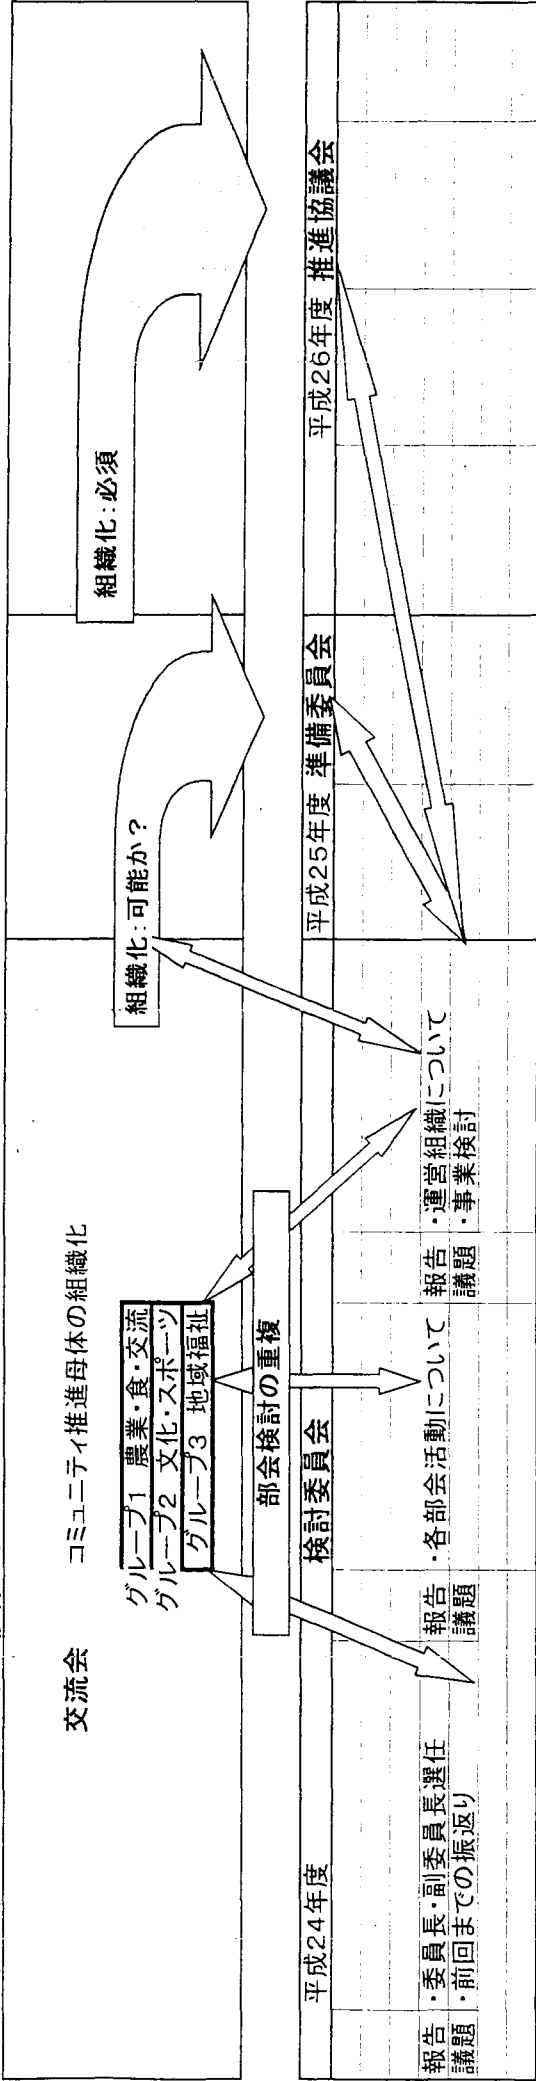 交流会
コミュニティ推進母体の組織化
グループ1 農業・食・交流
グループ2 文化・スポーツ
グループ3 地域福祉
組織化:可能か?
組織化:必須
部会検討の重複
平成24年度
検討委員会
平成25年度 準備委員会
平成26年度 推進協議会
報告 ・委員長・副委員長選任
議題 ・前回までの振返り
報告 ・各部会活動について
議題
報告 ・運営組織について
議題 ・事業検討